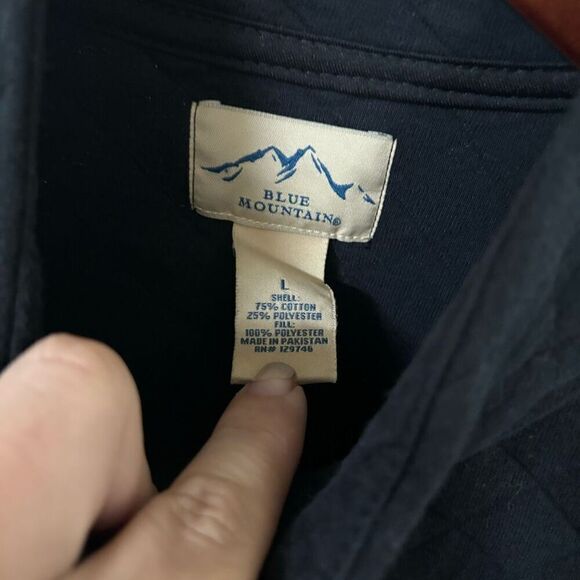 BLUE
MOUNTAIN®
L
SHELL:
75% COTTON
25% POLYESTER
FILL:
100% POLYESTER
MADE IN PAKISTAN
RN# 129746